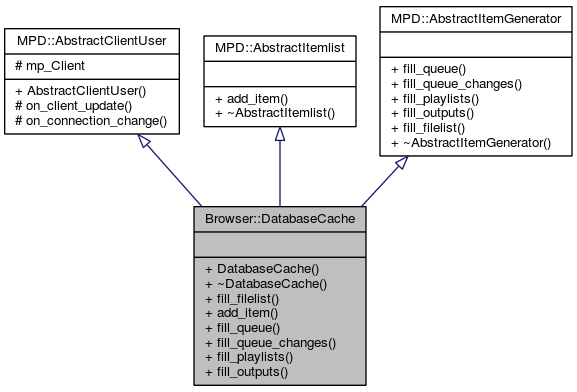 MPD::AbstractClientUser
# mp_Client
+ AbstractClientUser()
# on_client_update()
# on_connection_change()
MPD::AbstractItemlist
+ add_item()
+ ~AbstractItemlist()
MPD::AbstractItemGenerator
+ fill_queue()
+ fill_queue_changes()
+ fill_playlists()
+ fill_outputs()
+ fill_filelist()
+ ~AbstractItemGenerator()
Browser::DatabaseCache
+ DatabaseCache()
+ ~DatabaseCache()
+ fill_filelist()
+ add_item()
+ fill_queue()
+ fill_queue_changes()
+ fill_playlists()
+ fill_outputs()